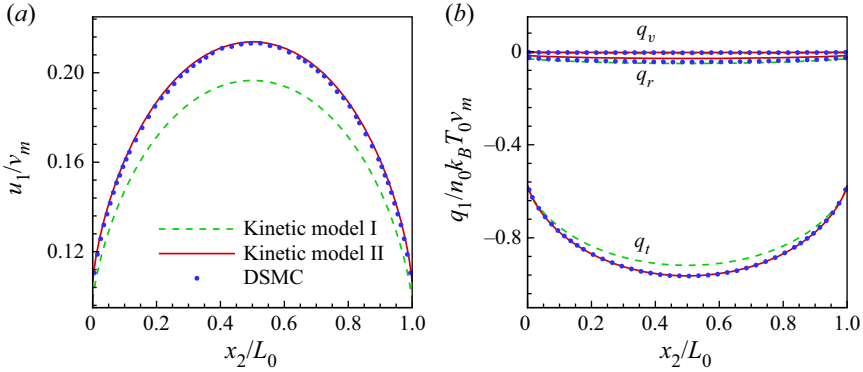 (a)
0.20
0.16
0.12
u1/vm
Kinetic model I
Kinetic model II
DSMC
0 0.2 0.4 0.6 0.8 1.0
x2/L0
(b)
0
−0.4
−0.8
q1/n0kBT0vm
qv
qr
qt
0 0.2 0.4 0.6 0.8 1.0
x2/L0